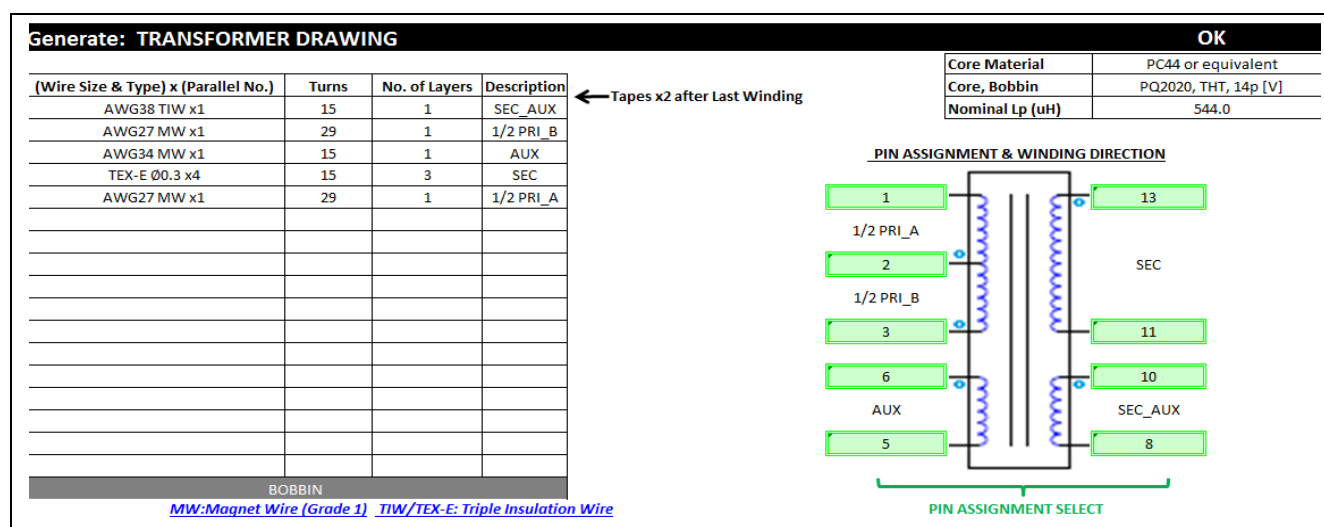 Generate: TRANSFORMER DRAWING OK
Core Material PC44 or equivalent
(Wire Size & Type) x (Parallel No.) Turns No. of Layers Description Core, Bobbin PQ2020, THT, 14p [V]
Tapes x2 after Last Winding
AWG38 TIW x1 15 1 SEC_AUX Nominal Lp (uH) 544.0
AWG27 MW x1 29 1 1/2 PRI_B
AWG34 MW x1 15 1 AUX
TEX-E Ø0.3 x4 15 3 SEC
AWG27 MW x1 29 1 1/2 PRI_A
PIN ASSIGNMENT & WINDING DIRECTION
1 13
1/2 PRI_A
2 SEC
1/2 PRI_B
3 11
6 10
AUX SEC_AUX
5 8
BOBBIN
MW:Magnet Wire (Grade 1) TIW/TEX-E: Triple Insulation Wire
PIN ASSIGNMENT SELECT